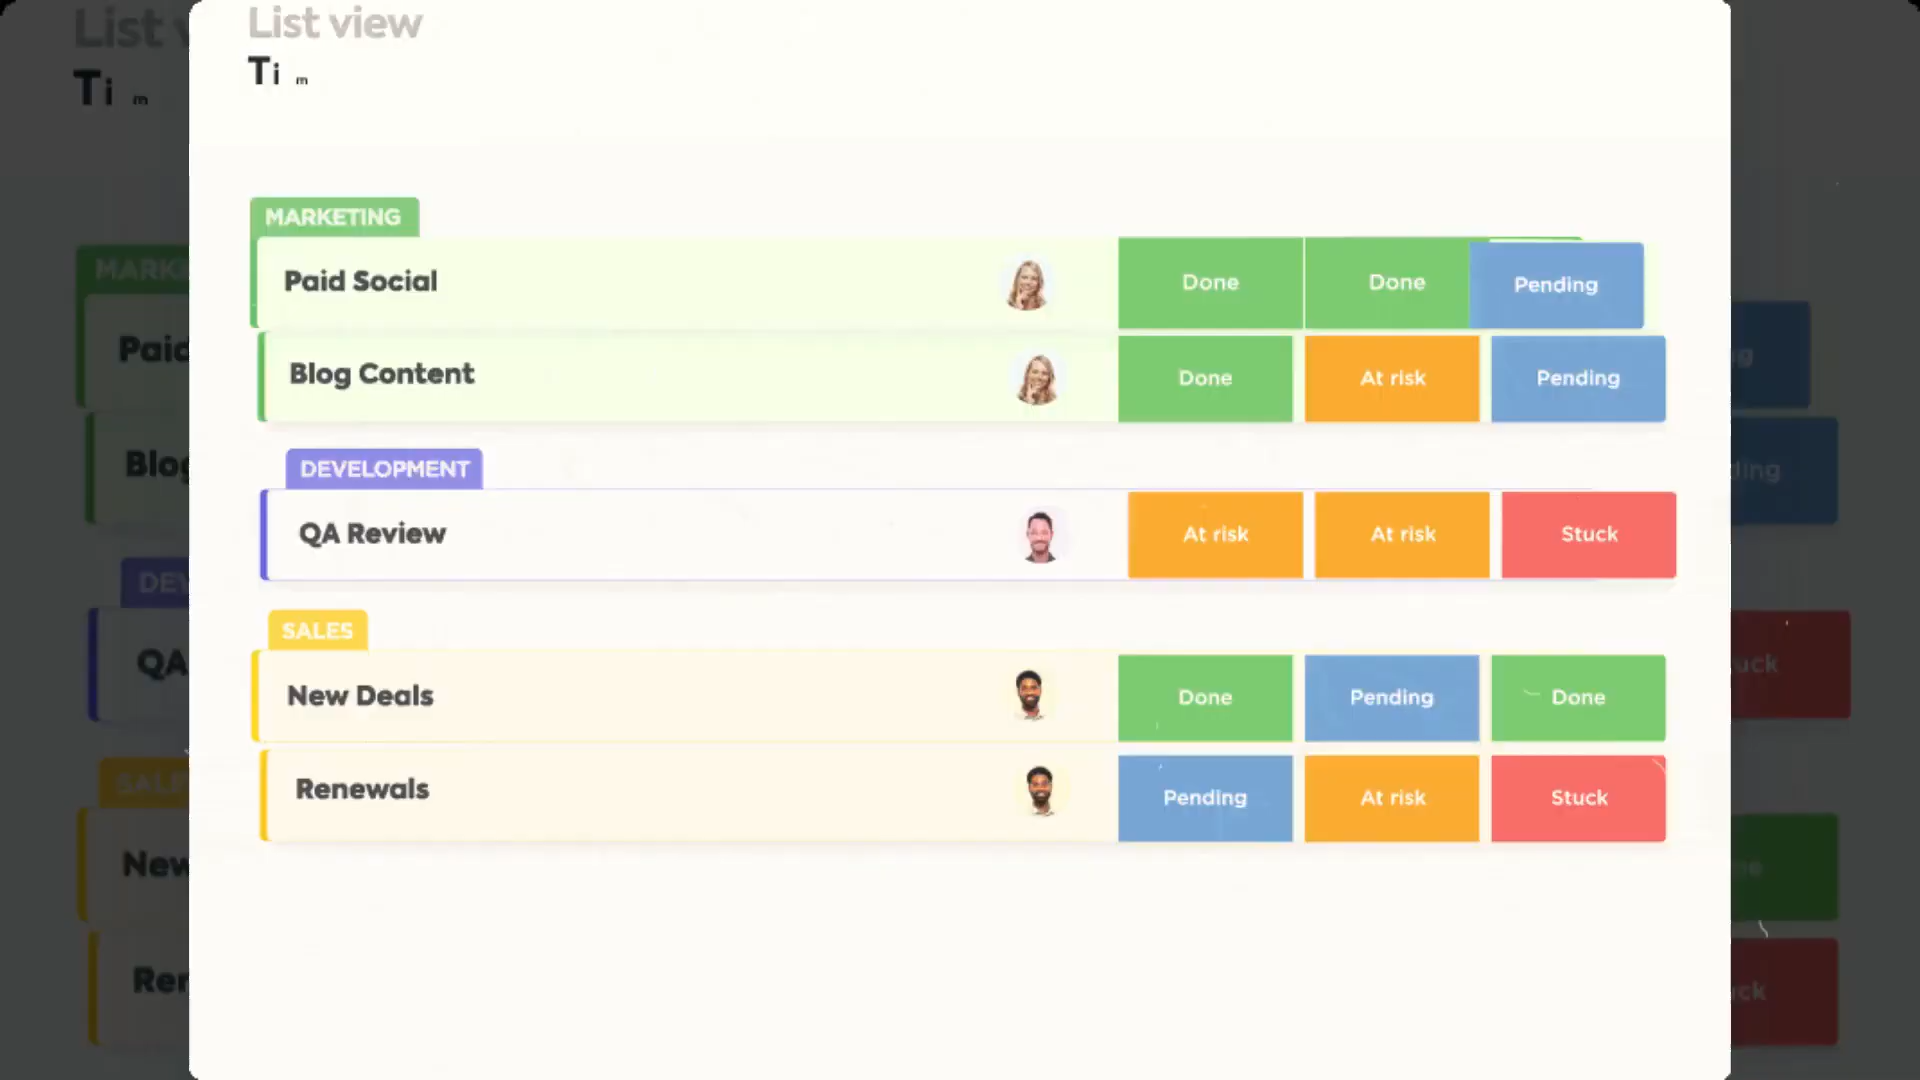 List view
Ti m
MARKETING
Paid Social Done Done Pending
Blog Content Done At risk Pending
DEVELOPMENT
QA Review At risk At risk Stuck
SALES
New Deals Done Pending Done
Renewals Pending At risk Stuck